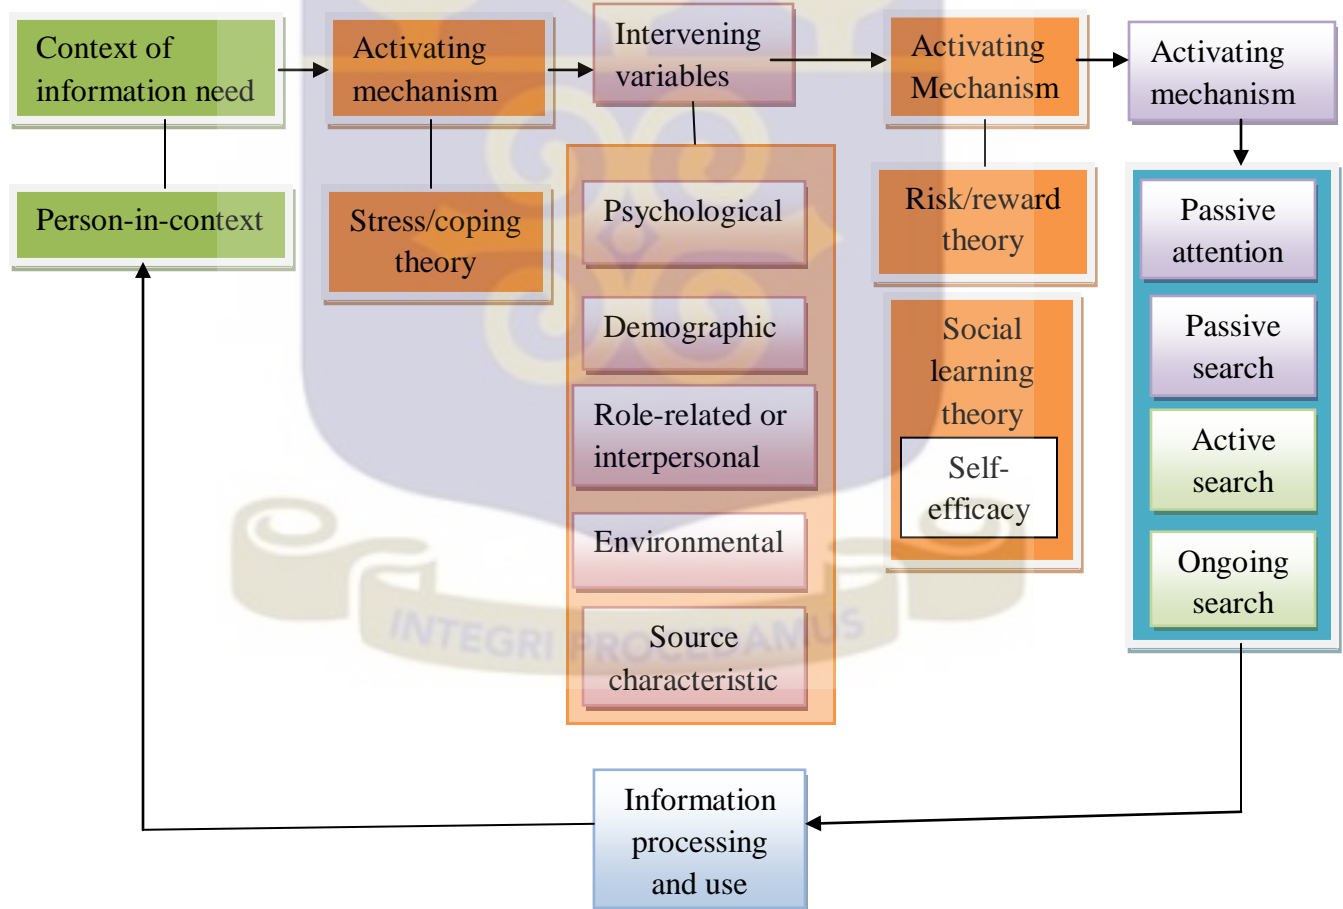 Context of
information need
Activating
mechanism
Intervening
variables
Activating
Mechanism
Activating
mechanism
Person-in-context
Stress/coping
theory
Psychological
Demographic
Role-related or
interpersonal
Environmental
Source
characteristic
Risk/reward
theory
Social
learning
theory
Self-
efficacy
Passive
attention
Passive
search
Active
search
Ongoing
search
Information
processing
and use
INTEGRI PROCEDAMUS